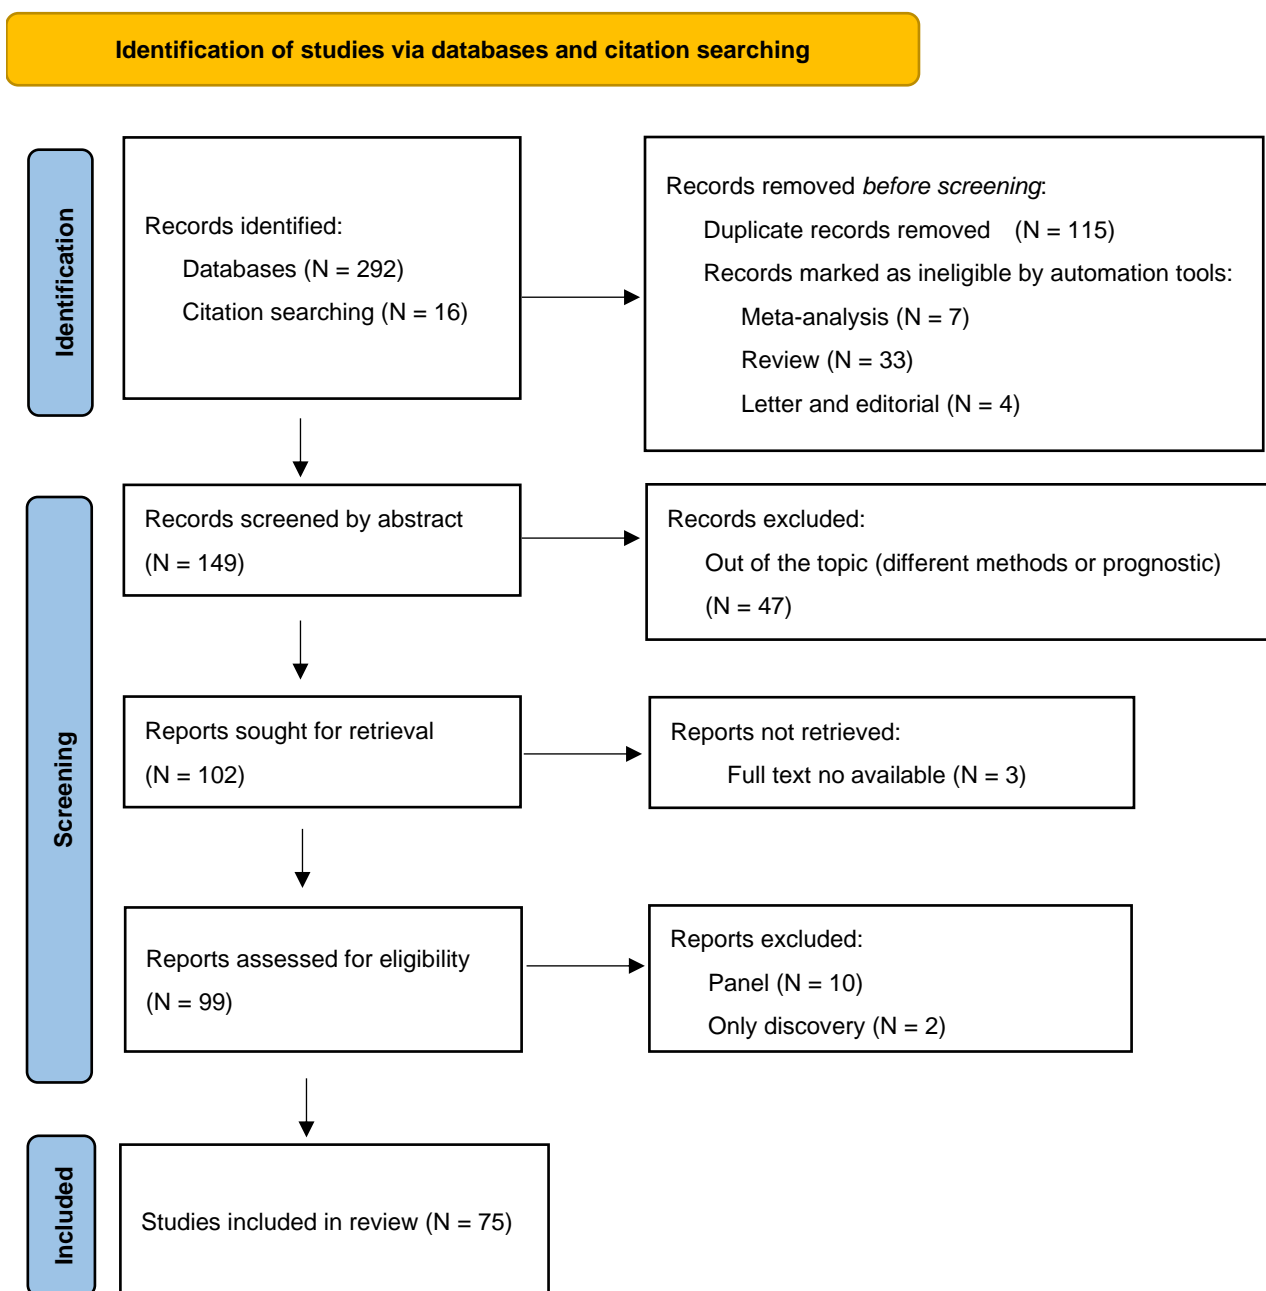 Identification of studies via databases and citation searching
Identification
Records identified:
Databases (N = 292)
Citation searching (N = 16)
Records removed before screening:
Duplicate records removed (N = 115)
Records marked as ineligible by automation tools:
Meta-analysis (N = 7)
Review (N = 33)
Letter and editorial (N = 4)
Screening
Records screened by abstract
(N = 149)
Records excluded:
Out of the topic (different methods or prognostic)
(N = 47)
Reports sought for retrieval
(N = 102)
Reports not retrieved:
Full text no available (N = 3)
Reports assessed for eligibility
(N = 99)
Reports excluded:
Panel (N = 10)
Only discovery (N = 2)
Included
Studies included in review (N = 75)